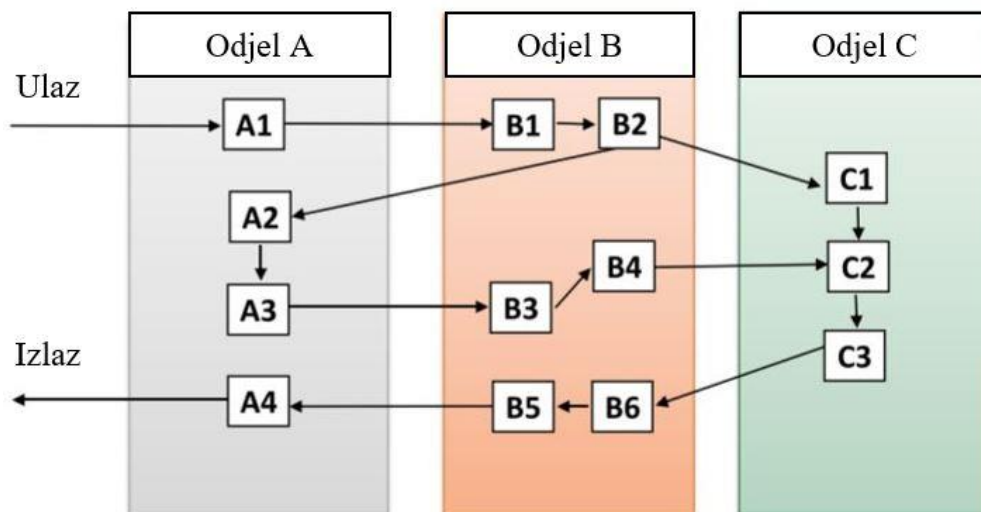 Odjel A
Odjel B
Odjel C
Ulaz
A1
B1
B2
C1
A2
B4
C2
A3
B3
Izlaz
C3
A4
B5
B6